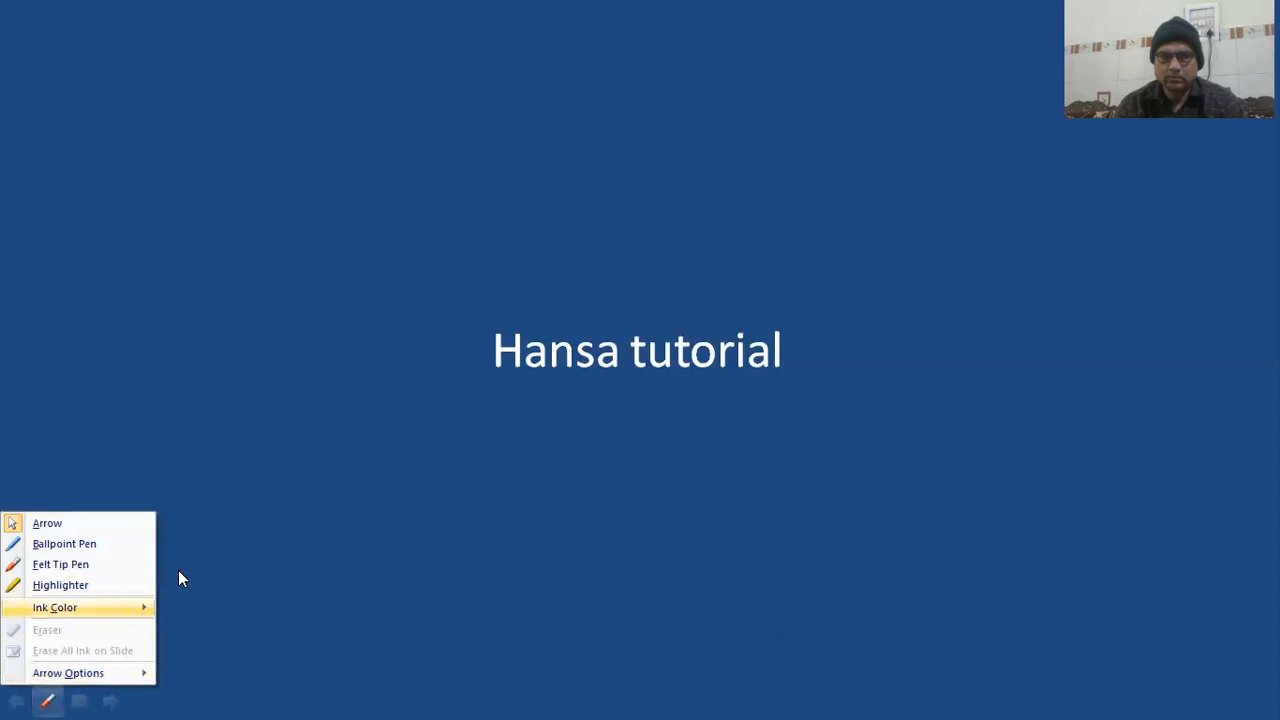 Hansa tutorial
Arrow
Ballpoint Pen
Felt Tip Pen
Highlighter
Ink Color
Eraser
Erase All Ink on Slide
Arrow Options